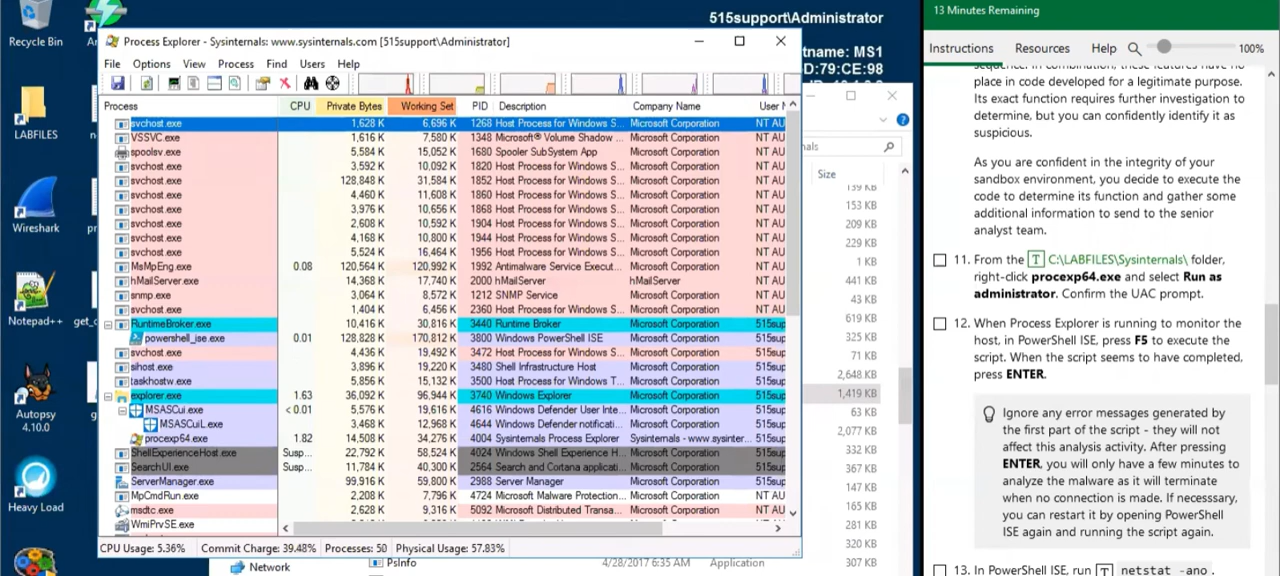 Recycle Bin
LABFILES
Wireshark
Notepad++
get_c
Autopsy
4.10.0
Heavy Load
515support\Administrator
tname: MS1
D:79:CE:98
Process Explorer - Sysinternals: www.sysinternals.com [515support\Administrator]
File Options View Process Find Users Help
Process CPU Private Bytes Working Set PID Description Company Name User N
svchost.exe 1,628 K 6,696 K 1268 Host Process for Windows S... Microsoft Corporation NT AU
VSSVC.exe 1,616 K 7,580 K 1348 Microsoft® Volume Shadow ... Microsoft Corporation NT AU
spoolsv.exe 5,584 K 15,052 K 1680 Spooler SubSystem App Microsoft Corporation NT AU
svchost.exe 3,592 K 10,092 K 1820 Host Process for Windows S... Microsoft Corporation NT AU
svchost.exe 128,848 K 31,584 K 1852 Host Process for Windows S... Microsoft Corporation NT AU
svchost.exe 4,460 K 11,608 K 1860 Host Process for Windows S... Microsoft Corporation NT AU
svchost.exe 3,976 K 10,656 K 1868 Host Process for Windows S... Microsoft Corporation NT AU
svchost.exe 2,608 K 10,592 K 1904 Host Process for Windows S... Microsoft Corporation NT AU
svchost.exe 4,168 K 10,800 K 1944 Host Process for Windows S... Microsoft Corporation NT AU
svchost.exe 5,524 K 16,464 K 1956 Host Process for Windows S... Microsoft Corporation NT AU
MsMpEng.exe 0.08 120,564 K 120,992 K 1992 Antimalware Service Execut... Microsoft Corporation NT AU
hMailServer.exe 14,368 K 17,740 K 2000 hMailServer hMailServer NT AU
snmp.exe 3,064 K 8,572 K 1212 SNMP Service Microsoft Corporation NT AU
svchost.exe 1,404 K 6,456 K 2360 Host Process for Windows S... Microsoft Corporation NT AU
RuntimeBroker.exe 10,416 K 30,816 K 3440 Runtime Broker Microsoft Corporation 515sup
powershell_ise.exe 0.01 128,828 K 170,812 K 3800 Windows PowerShell ISE Microsoft Corporation 515sup
svchost.exe 4,436 K 19,492 K 3472 Host Process for Windows S... Microsoft Corporation 515sup
sihost.exe 3,896 K 19,220 K 3488 Shell Infrastructure Host Microsoft Corporation 515sup
taskhostw.exe 5,856 K 15,132 K 3500 Host Process for Windows T... Microsoft Corporation 515sup
explorer.exe 1.63 36,092 K 96,944 K 3740 Windows Explorer Microsoft Corporation 515sup
MSASCui.exe < 0.01 5,576 K 19,616 K 4616 Windows Defender User Inte... Microsoft Corporation 515sup
MSASCuiL.exe 3,468 K 12,968 K 4644 Windows Defender notificati... Microsoft Corporation 515sup
procexp64.exe 1.82 14,508 K 34,276 K 4004 Sysinternals Process Explorer Sysinternals - www.sysinter... 515sup
ShellExperienceHost.exe Susp... 22,792 K 58,524 K 4024 Windows Shell Experience H... Microsoft Corporation 515sup
SearchUI.exe Susp... 11,784 K 40,300 K 2564 Search and Cortana applicati... Microsoft Corporation 515sup
ServerManager.exe 99,916 K 59,800 K 2988 Server Manager Microsoft Corporation 515sup
MpCmdRun.exe 2,208 K 7,796 K 4724 Microsoft Malware Protection... Microsoft Corporation NT AU
msdtc.exe 2,628 K 9,316 K 5092 Microsoft Distributed Transa... Microsoft Corporation NT AU
WmiPrvSE.exe
CPU Usage: 5.36% Commit Charge: 39.48% Processes: 50 Physical Usage: 57.83%
Network
PsInfo 4/28/2017 6:35 AM Application 307 KB
nals
Size
139 KB
153 KB
209 KB
229 KB
1 KB
441 KB
43 KB
619 KB
325 KB
71 KB
2,648 KB
1,419 KB
63 KB
2,077 KB
332 KB
367 KB
147 KB
165 KB
281 KB
320 KB
13 Minutes Remaining
Instructions Resources Help 100%
sequence. In combination, these features have no
place in code developed for a legitimate purpose.
Its exact function requires further investigation to
determine, but you can confidently identify it as
suspicious.
As you are confident in the integrity of your
sandbox environment, you decide to execute the
code to determine its function and gather some
additional information to send to the senior
analyst team.
11. From the T C:\LABFILES\Sysinternals\ folder,
right-click procexp64.exe and select Run as
administrator. Confirm the UAC prompt.
12. When Process Explorer is running to monitor the
host, in PowerShell ISE, press F5 to execute the
script. When the script seems to have completed,
press ENTER.
Ignore any error messages generated by
the first part of the script - they will not
affect this analysis activity. After pressing
ENTER, you will only have a few minutes to
analyze the malware as it will terminate
when no connection is made. If necesssary,
you can restart it by opening PowerShell
ISE again and running the script again.
13. In PowerShell ISE, run T netstat -ano .